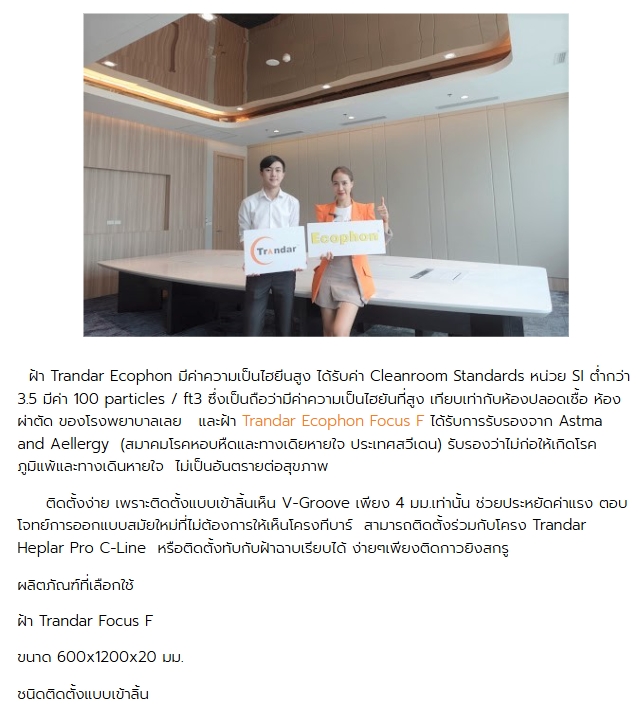 Trandar
Ecophon
ฝ้า Trandar Ecophon มีค่าความเป็นไฮยีนสูง ได้รับค่า Cleanroom Standards หน่วย SI ต่ำกว่า
3.5 มีค่า 100 particles / ft3 ซึ่งเป็นถือว่ามีค่าความเป็นไฮยันที่สูง เทียบเท่ากับห้องปลอดเชื้อ ห้อง
ผ่าตัด ของโรงพยาบาลเลย และฝ้า Trandar Ecophon Focus F ได้รับการรับรองจาก Astma
and Aellergy (สมาคมโรคหอบหืดและทางเดียหายใจ ประเทศสวีเดน) รับรองว่าไม่ก่อให้เกิดโรค
ภูมิแพ้และทางเดินหายใจ ไม่เป็นอันตรายต่อสุขภาพ
ติดตั้งง่าย เพราะติดตั้งแบบเข้าลิ้นเห็น V-Groove เพียง 4 มม.เท่านั้น ช่วยประหยัดค่าแรง ตอบ
โจทย์การออกแบบสมัยใหม่ที่ไม่ต้องการให้เห็นโครงทีบาร์ สามารถติดตั้งร่วมกับโครง Trandar
Heplar Pro C-Line หรือติดตั้งทับกับฝ้าฉาบเรียบได้ ง่ายๆเพียงติดกาวยิงสกรู
ผลิตภัณฑ์ที่เลือกใช้
ฝ้า Trandar Focus F
ขนาด 600x1200x20 มม.
ชนิดติดตั้งแบบเข้าลิ้น